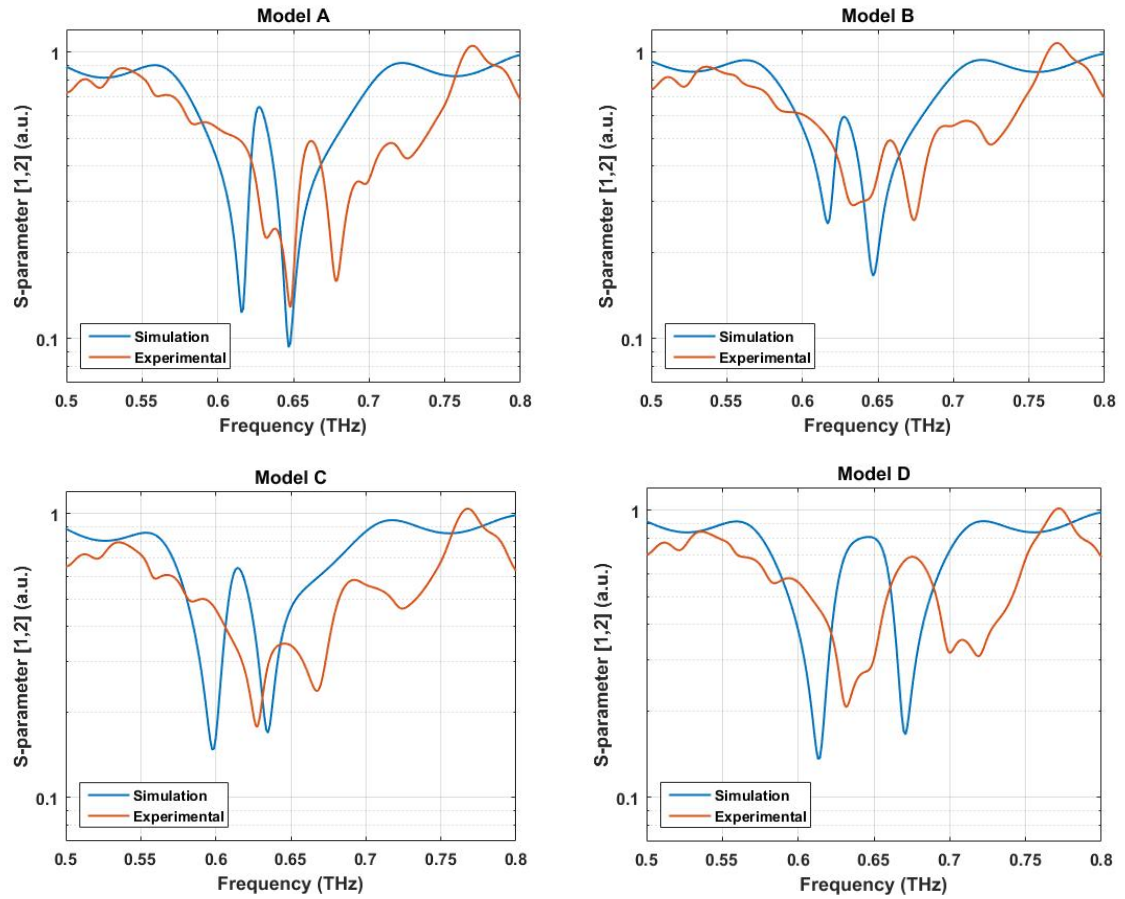 Model A
S-parameter [1,2] (a.u.)
1
0.1
Simulation
Experimental
0.5 0.55 0.6 0.65 0.7 0.75 0.8
Frequency (THz)
Model B
S-parameter [1,2] (a.u.)
1
0.1
Simulation
Experimental
0.5 0.55 0.6 0.65 0.7 0.75 0.8
Frequency (THz)
Model C
S-parameter [1,2] (a.u.)
1
0.1
Simulation
Experimental
0.5 0.55 0.6 0.65 0.7 0.75 0.8
Frequency (THz)
Model D
S-parameter [1,2] (a.u.)
1
0.1
Simulation
Experimental
0.5 0.55 0.6 0.65 0.7 0.75 0.8
Frequency (THz)